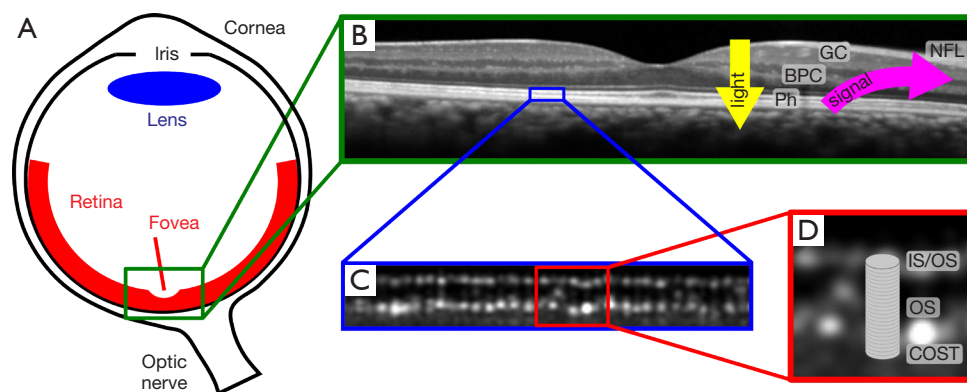 A
Cornea
Iris
Lens
Retina
Fovea
Optic
nerve
B
GC
NFL
BPC
Ph
light
signal
C
D
IS/OS
OS
COST